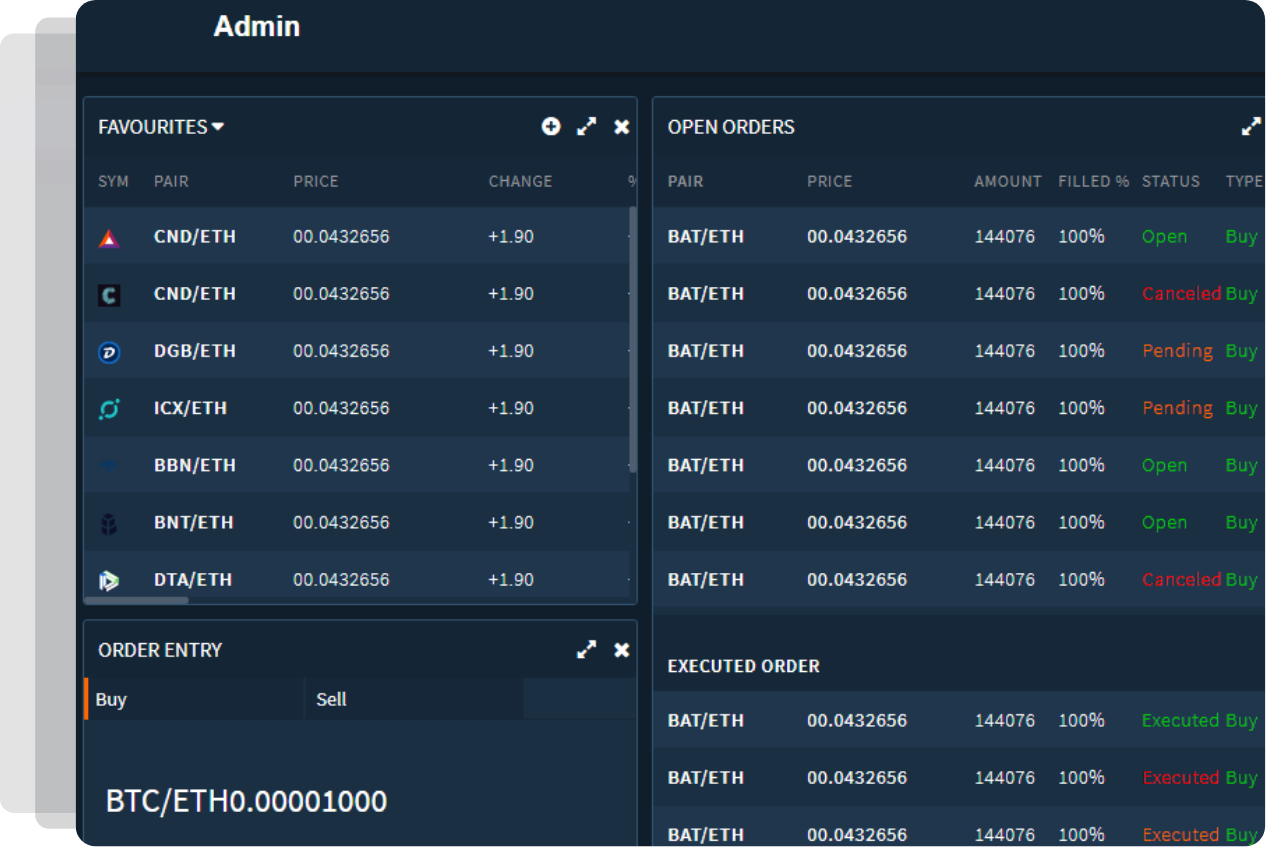 Admin
FAVOURITES
SYM PAIR PRICE CHANGE %
CND/ETH 00.0432656 +1.90
CND/ETH 00.0432656 +1.90
DGB/ETH 00.0432656 +1.90
ICX/ETH 00.0432656 +1.90
BBN/ETH 00.0432656 +1.90
BNT/ETH 00.0432656 +1.90
DTA/ETH 00.0432656 +1.90
ORDER ENTRY
Buy Sell
BTC/ETH0.00001000
OPEN ORDERS
PAIR PRICE AMOUNT FILLED % STATUS TYPE
BAT/ETH 00.0432656 144076 100% Open Buy
BAT/ETH 00.0432656 144076 100% Canceled Buy
BAT/ETH 00.0432656 144076 100% Pending Buy
BAT/ETH 00.0432656 144076 100% Pending Buy
BAT/ETH 00.0432656 144076 100% Open Buy
BAT/ETH 00.0432656 144076 100% Open Buy
BAT/ETH 00.0432656 144076 100% Canceled Buy
EXECUTED ORDER
BAT/ETH 00.0432656 144076 100% Executed Buy
BAT/ETH 00.0432656 144076 100% Executed Buy
BAT/ETH 00.0432656 144076 100% Executed Buy